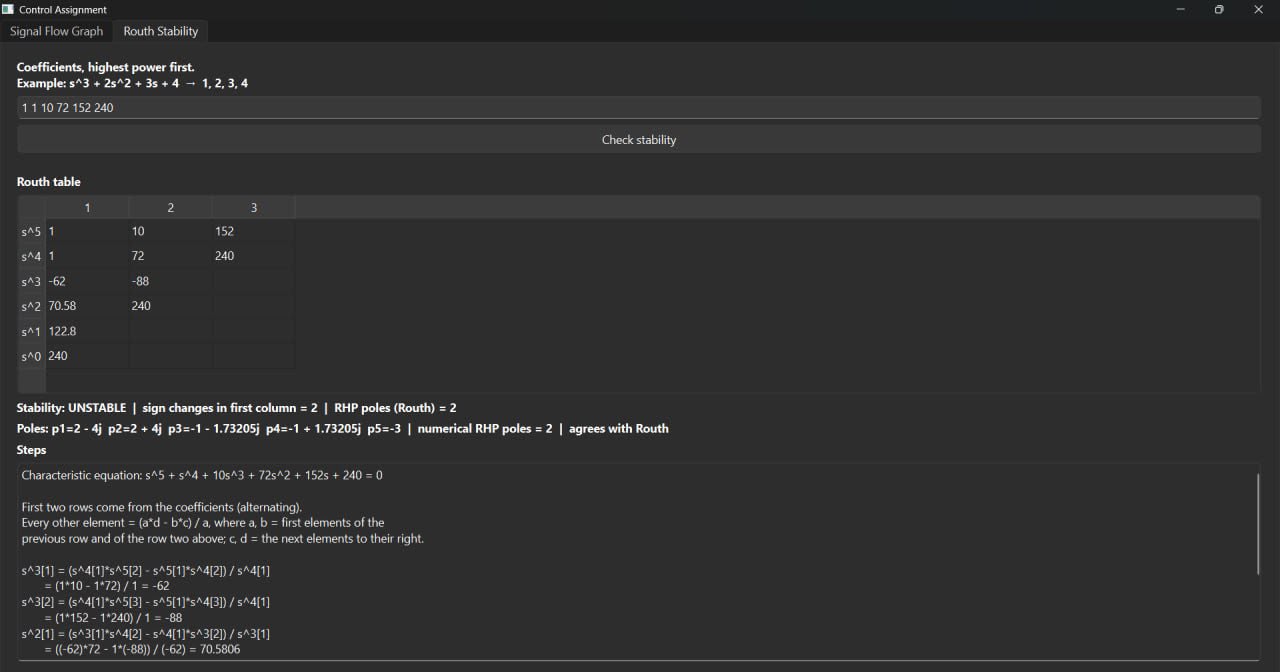 Control Assignment
Signal Flow Graph Routh Stability
Coefficients, highest power first.
Example: s^3 + 2s^2 + 3s + 4 → 1, 2, 3, 4
1 1 10 72 152 240
Check stability
Routh table
1 2 3
s^5 1 10 152
s^4 1 72 240
s^3 -62 -88
s^2 70.58 240
s^1 122.8
s^0 240
Stability: UNSTABLE | sign changes in first column = 2 | RHP poles (Routh) = 2
Poles: p1=2 - 4j p2=2 + 4j p3=-1 - 1.73205j p4=-1 + 1.73205j p5=-3 | numerical RHP poles = 2 | agrees with Routh
Steps
Characteristic equation: s^5 + s^4 + 10s^3 + 72s^2 + 152s + 240 = 0
First two rows come from the coefficients (alternating).
Every other element = (a*d - b*c) / a, where a, b = first elements of the
previous row and of the row two above; c, d = the next elements to their right.
s^3[1] = (s^4[1]*s^5[2] - s^5[1]*s^4[2]) / s^4[1]
= (1*10 - 1*72) / 1 = -62
s^3[2] = (s^4[1]*s^5[3] - s^5[1]*s^4[3]) / s^4[1]
= (1*152 - 1*240) / 1 = -88
s^2[1] = (s^3[1]*s^4[2] - s^4[1]*s^3[2]) / s^3[1]
= ((-62)*72 - 1*(-88)) / (-62) = 70.5806